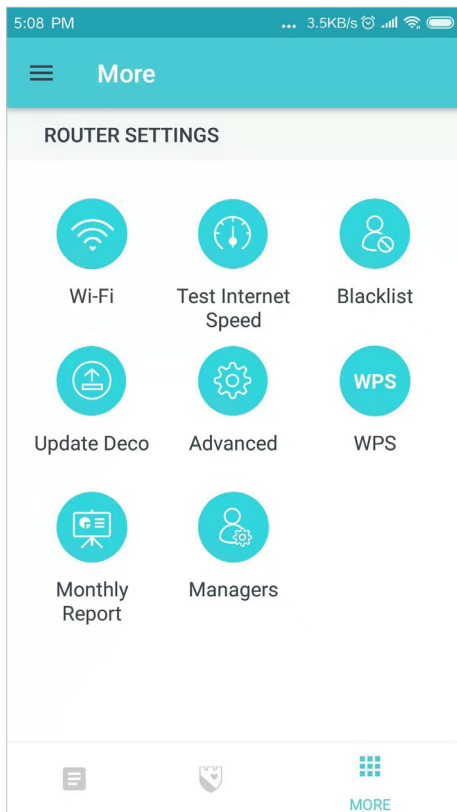 5:08 PM ... 3.5KB/s
More
ROUTER SETTINGS
Wi-Fi
Test Internet
Speed
Blacklist
Update Deco
Advanced
WPS
WPS
Monthly
Report
Managers
MORE